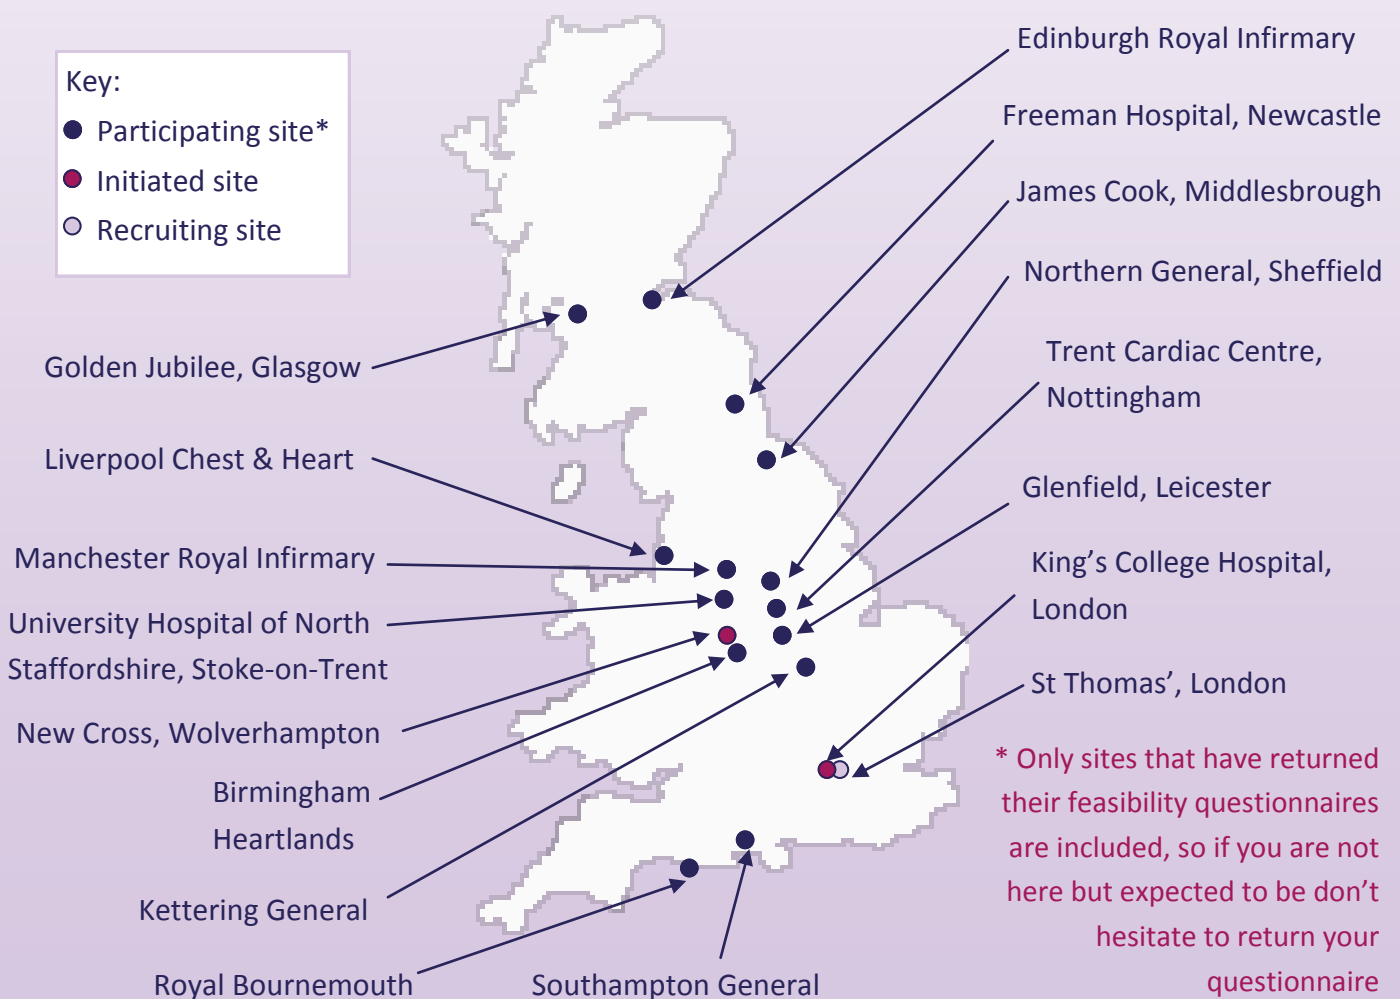 Key:
Participating site*
Initiated site
Recruiting site
Edinburgh Royal Infirmary
Freeman Hospital, Newcastle
James Cook, Middlesbrough
Northern General, Sheffield
Trent Cardiac Centre,
Nottingham
Glenfield, Leicester
King’s College Hospital,
London
St Thomas’, London
Golden Jubilee, Glasgow
Liverpool Chest & Heart
Manchester Royal Infirmary
University Hospital of North
Staffordshire, Stoke-on-Trent
New Cross, Wolverhampton
Birmingham
Heartlands
Kettering General
Royal Bournemouth
Southampton General
* Only sites that have returned
their feasibility questionnaires
are included, so if you are not
here but expected to be don’t
hesitate to return your
questionnaire